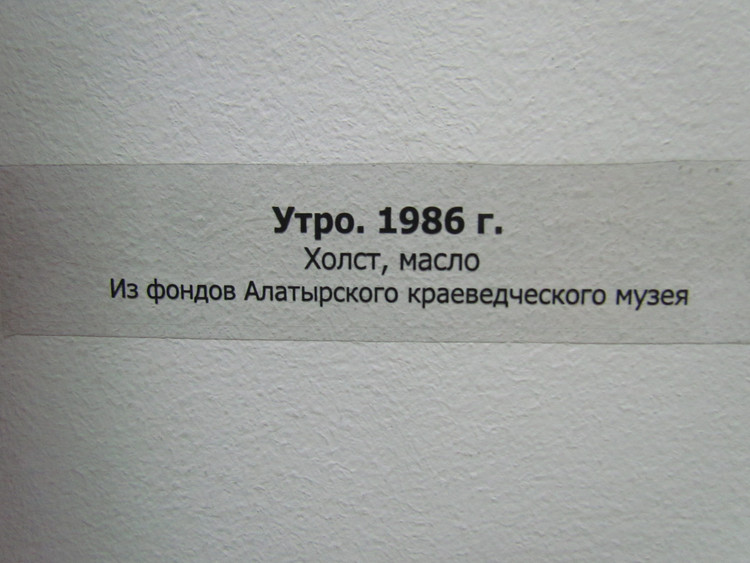 Утро. 1986 г.
Холст, масло
Из фондов Алатырского краеведческого музея